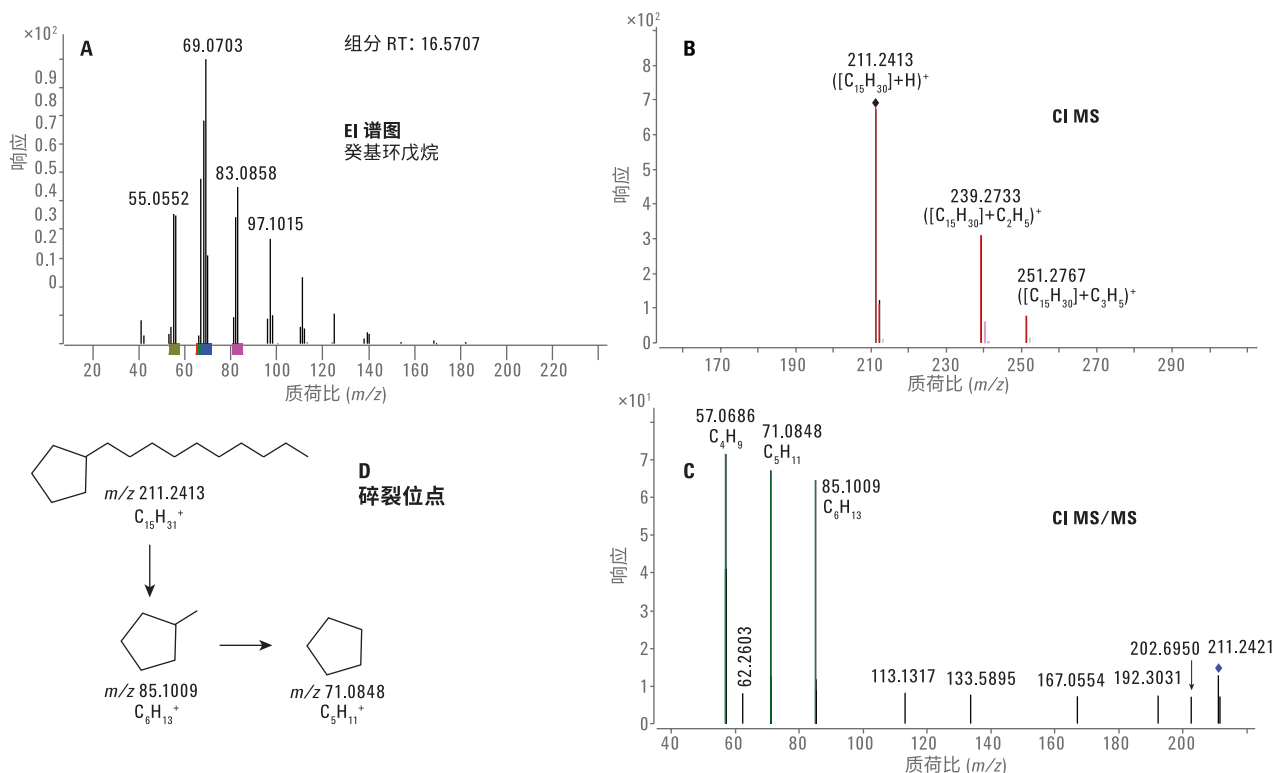 ×10²
A
69.0703
组分 RT: 16.5707
0.9
0.8
0.7
0.6
0.5
0.4
0.3
0.2
0.1
0
响应
EI 谱图
癸基环戊烷
55.0552
83.0858
97.1015
20 40 60 80 100 120 140 160 180 200 220
质荷比 (m/z)
×10²
B
211.2413
([C₁₅H₃₀]+H)⁺
CI MS
8
7
6
5
4
3
2
1
0
响应
239.2733
([C₁₅H₃₀]+C₂H₅)⁺
251.2767
([C₁₅H₃₀]+C₃H₅)⁺
170 190 210 230 250 270 290
质荷比 (m/z)
D
碎裂位点
m/z 211.2413
C₁₅H₃₁⁺
m/z 85.1009
C₆H₁₃⁺
m/z 71.0848
C₅H₁₁⁺
×10¹
57.0686
C₄H₉
71.0848
C₅H₁₁
C
85.1009
C₆H₁₃
CI MS/MS
8
7
6
5
4
3
2
1
0
响应
62.2603
113.1317
133.5895
167.0554
192.3031
202.6950
211.2421
40 60 80 100 120 140 160 180 200
质荷比 (m/z)